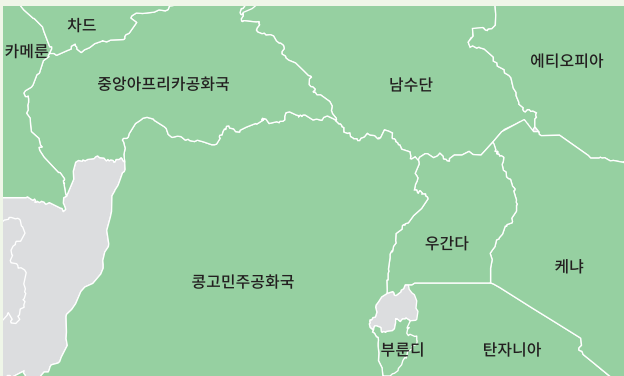 차드
카메룬
중앙아프리카공화국
남수단
에티오피아
우간다
케냐
콩고민주공화국
부룬디
탄자니아